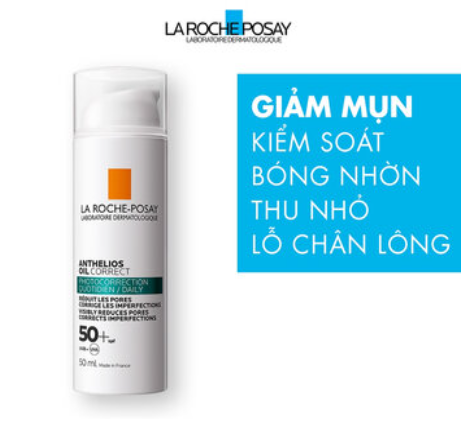 LA ROCHE POSAY
LABORATOIRE DERMATOLOGIQUE
GIẢM MỤN
KIỂM SOÁT
BÓNG NHỜN
THU NHỎ
LỖ CHÂN LÔNG
LA ROCHE-POSAY
LABORATOIRE DERMATOLOGIQUE
ANTHELIOS
OIL CORRECT
PHOTOCORRECTION
QUOTIDIEN / DAILY
RÉDUIT LES PORES
CORRIGE LES IMPERFECTIONS
VISIBLY REDUCES PORES
CORRECTS IMPERFECTIONS
50+
50 mL Made in France